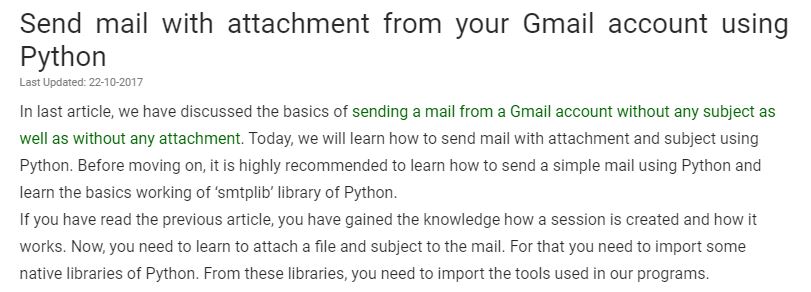 Send mail with attachment from your Gmail account using
Python
Last Updated: 22-10-2017
In last article, we have discussed the basics of sending a mail from a Gmail account without any subject as
well as without any attachment. Today, we will learn how to send mail with attachment and subject using
Python. Before moving on, it is highly recommended to learn how to send a simple mail using Python and
learn the basics working of ‘smtplib’ library of Python.
If you have read the previous article, you have gained the knowledge how a session is created and how it
works. Now, you need to learn to attach a file and subject to the mail. For that you need to import some
native libraries of Python. From these libraries, you need to import the tools used in our programs.